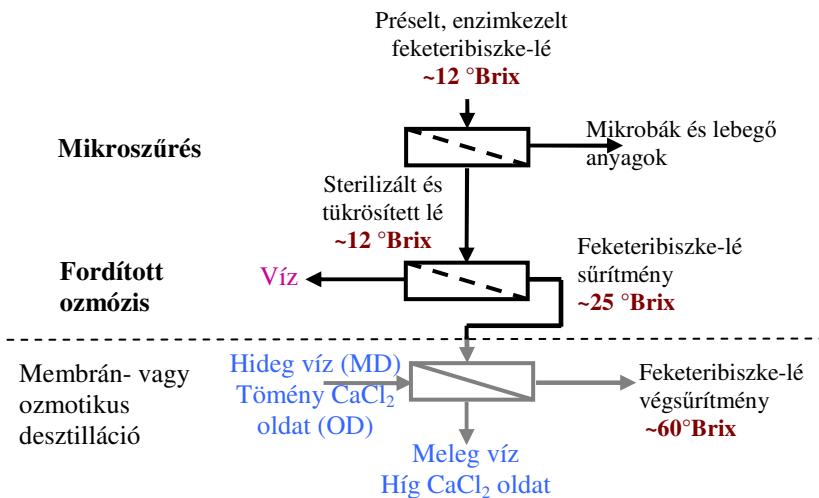 Préselt, enzimkezelt
feketeribiszke-lé
~12 °Brix
Mikroszűrés
Mikrobák és lebegő
anyagok
Sterilizált és
tükrösített lé
~12 °Brix
Fordított
ozmózis
Víz
Feketeribiszke-lé
sűrítmény
~25 °Brix
Membrán- vagy
ozmotikus
desztilláció
Hideg víz (MD)
Tömény CaCl₂
oldat (OD)
Feketeribiszke-lé
végsűrítmény
~60°Brix
Meleg víz
Híg CaCl₂ oldat